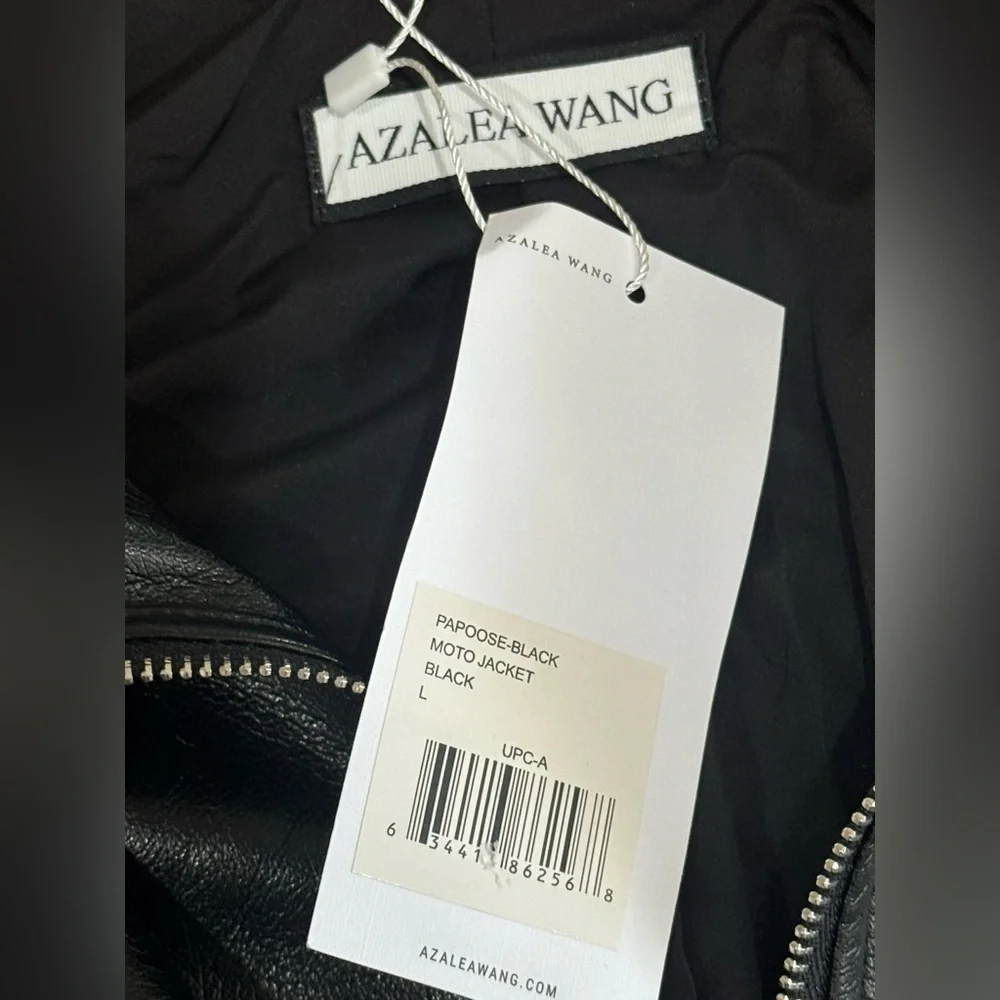 AZALEA WANG
AZALEA WANG
PAPOOSE-BLACK
MOTO JACKET
BLACK
L
UPC-A
6 3441 86256 8
AZALEAWANG.COM